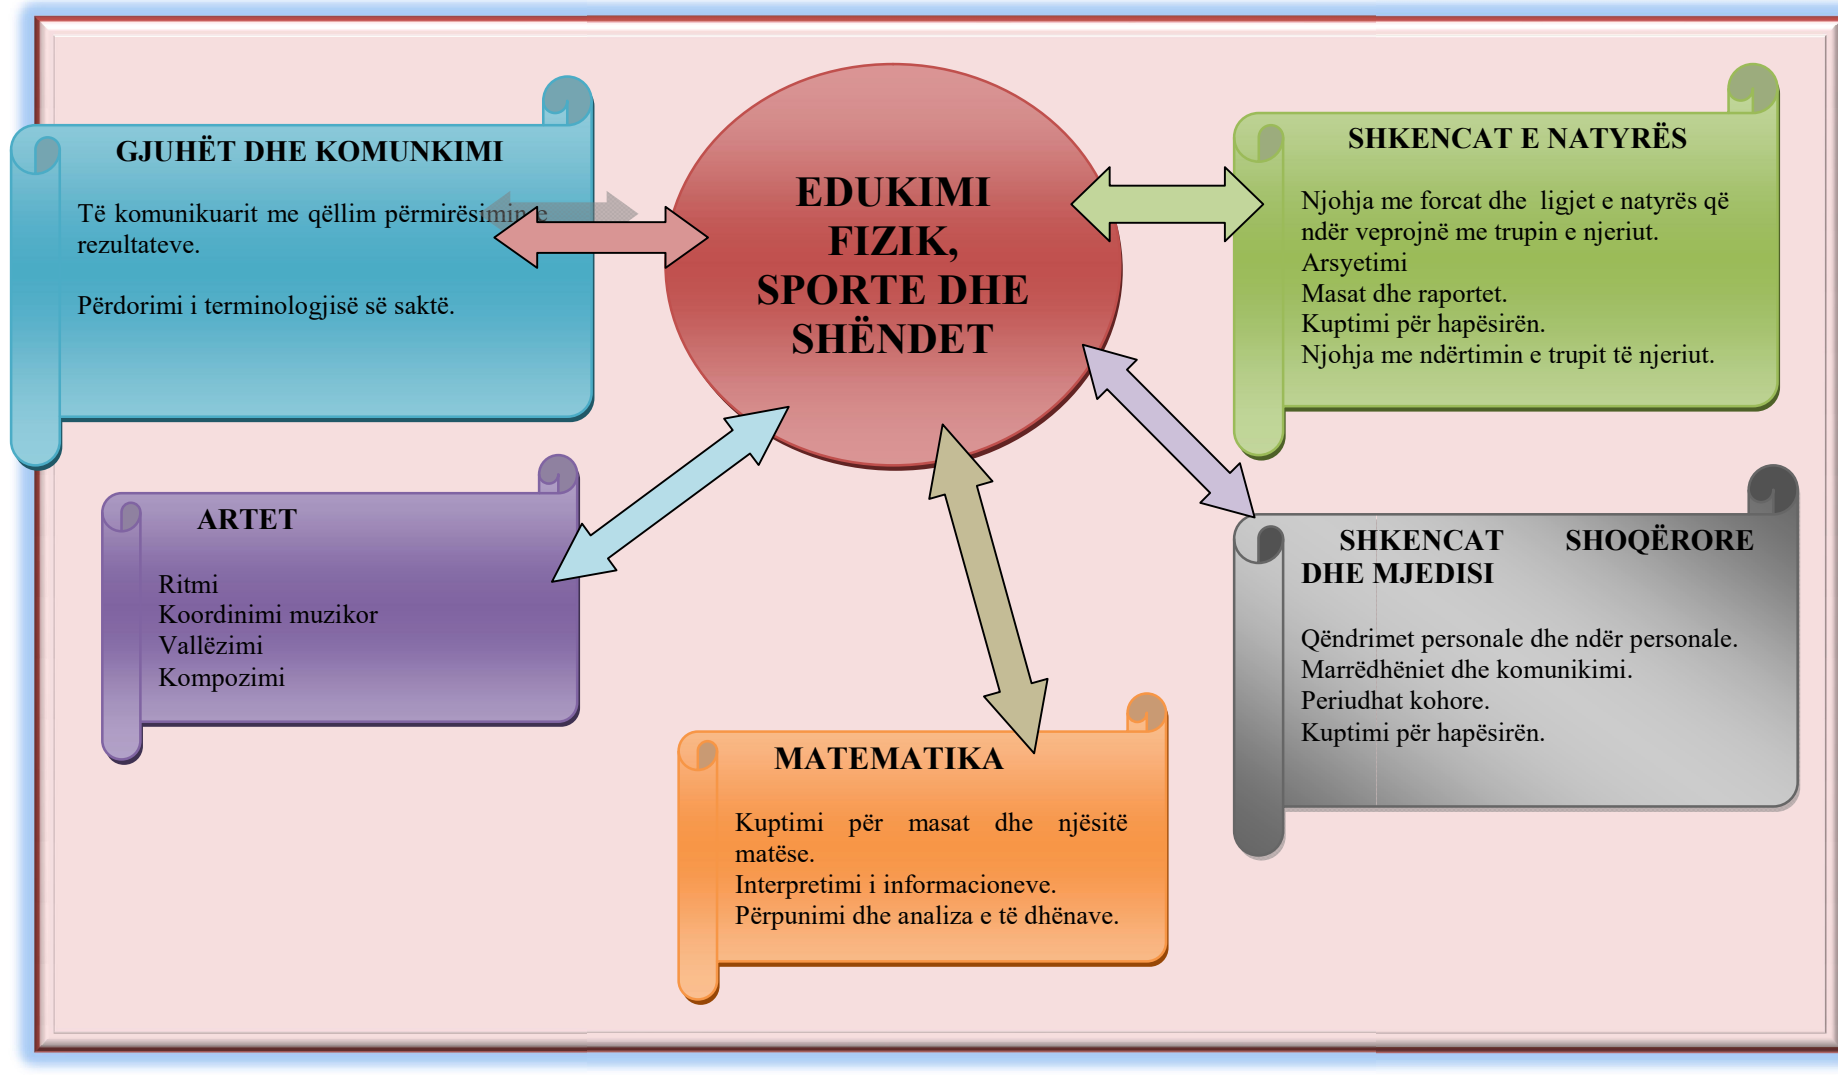 GJUHËT DHE KOMUNKIMI
Të komunikuarit me qëllim përmirësimin e
rezultateve.
Përdorimi i terminologjisë së saktë.
EDUKIMI
FIZIK,
SPORTE DHE
SHËNDET
SHKENCAT E NATYRËS
Njohja me forcat dhe ligjet e natyrës që
ndër veprojnë me trupin e njeriut.
Arsyetimi
Masat dhe raportet.
Kuptimi për hapësirën.
Njohja me ndërtimin e trupit të njeriut.
ARTET
Ritmi
Koordinimi muzikor
Vallëzimi
Kompozimi
MATEMATIKA
Kuptimi për masat dhe njësitë
matëse.
Interpretimi i informacioneve.
Përpunimi dhe analiza e të dhënave.
SHKENCAT SHOQËRORE
DHE MJEDISI
Qëndrimet personale dhe ndër personale.
Marrëdhëniet dhe komunikimi.
Periudhat kohore.
Kuptimi për hapësirën.